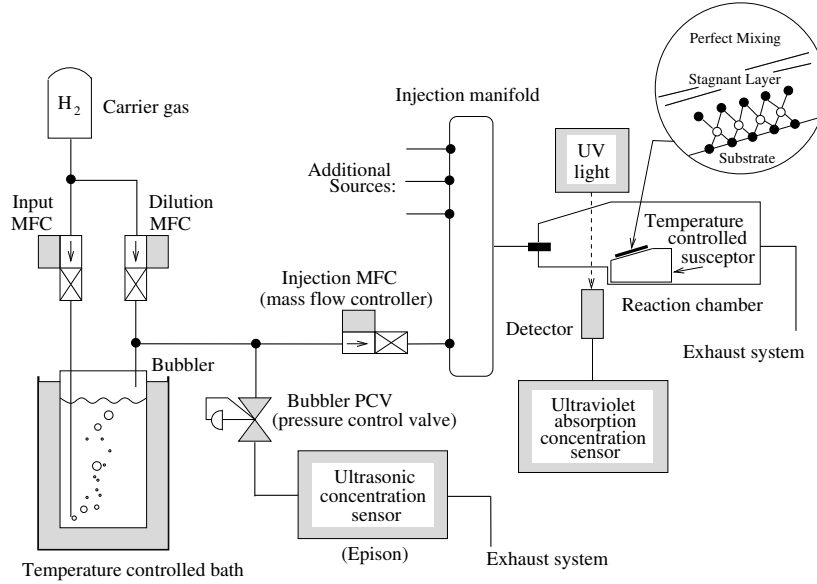 Perfect Mixing
Stagnant Layer
Substrate
H2
Carrier gas
Injection manifold
Input
MFC
Dilution
MFC
Additional
Sources:
UV
light
Temperature
controlled
susceptor
Injection MFC
(mass flow controller)
Reaction chamber
Detector
Exhaust system
Bubbler
Bubbler PCV
(pressure control valve)
Ultraviolet
absorption
concentration
sensor
Ultrasonic
concentration
sensor
(Epison)
Exhaust system
Temperature controlled bath